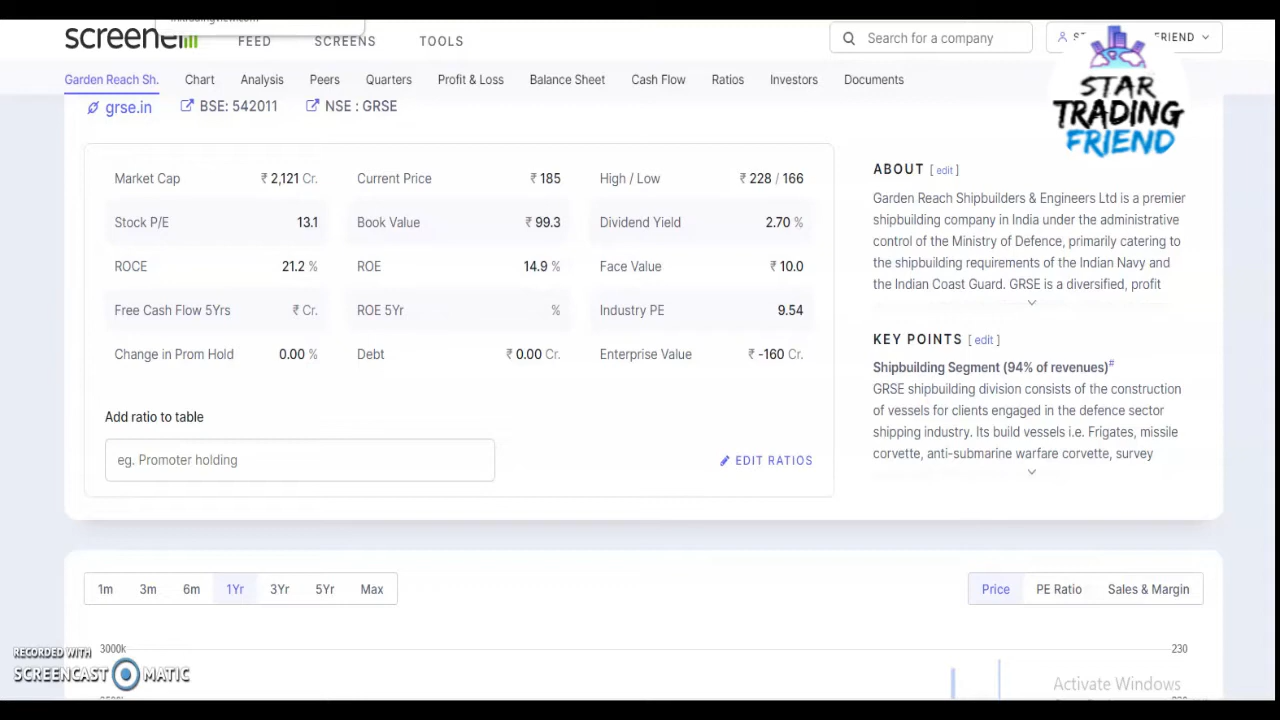 screener
FEED
SCREENS
TOOLS
Search for a company
FRIEND
Garden Reach Sh.
Chart
Analysis
Peers
Quarters
Profit & Loss
Balance Sheet
Cash Flow
Ratios
Investors
Documents
grse.in
BSE: 542011
NSE : GRSE
STAR
TRADING
FRIEND
Market Cap ₹ 2,121 Cr.
Current Price ₹ 185
High / Low ₹ 228 / 166
Stock P/E 13.1
Book Value ₹ 99.3
Dividend Yield 2.70 %
ROCE 21.2 %
ROE 14.9 %
Face Value ₹ 10.0
Free Cash Flow 5Yrs ₹ Cr.
ROE 5Yr %
Industry PE 9.54
Change in Prom Hold 0.00 %
Debt ₹ 0.00 Cr.
Enterprise Value ₹ -160 Cr.
Add ratio to table
eg. Promoter holding
EDIT RATIOS
ABOUT [ edit ]
Garden Reach Shipbuilders & Engineers Ltd is a premier
shipbuilding company in India under the administrative
control of the Ministry of Defence, primarily catering to
the shipbuilding requirements of the Indian Navy and
the Indian Coast Guard. GRSE is a diversified, profit
KEY POINTS [ edit ]
Shipbuilding Segment (94% of revenues)#
GRSE shipbuilding division consists of the construction
of vessels for clients engaged in the defence sector
shipping industry. Its build vessels i.e. Frigates, missile
corvette, anti-submarine warfare corvette, survey
1m
3m
6m
1Yr
3Yr
5Yr
Max
Price
PE Ratio
Sales & Margin
3000k
230
RECORDED WITH
SCREENCAST MATIC
Activate Windows